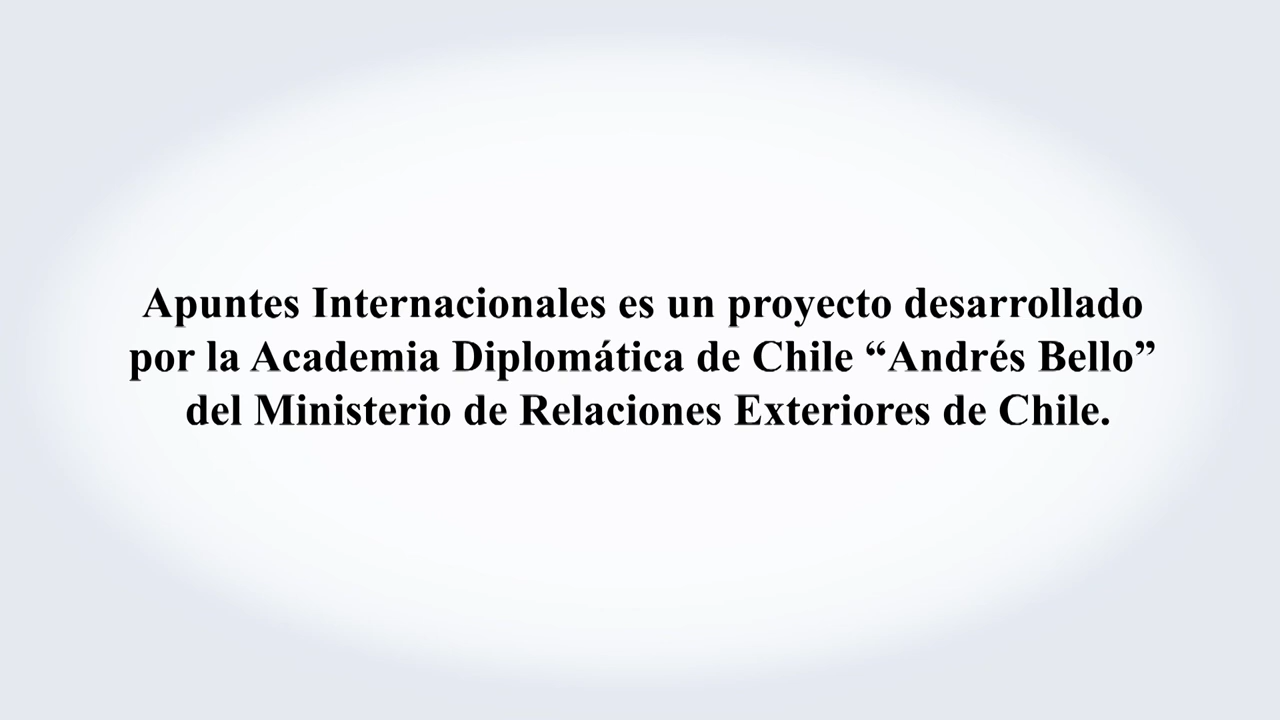 Apuntes Internacionales es un proyecto desarrollado
por la Academia Diplomática de Chile “Andrés Bello”
del Ministerio de Relaciones Exteriores de Chile.